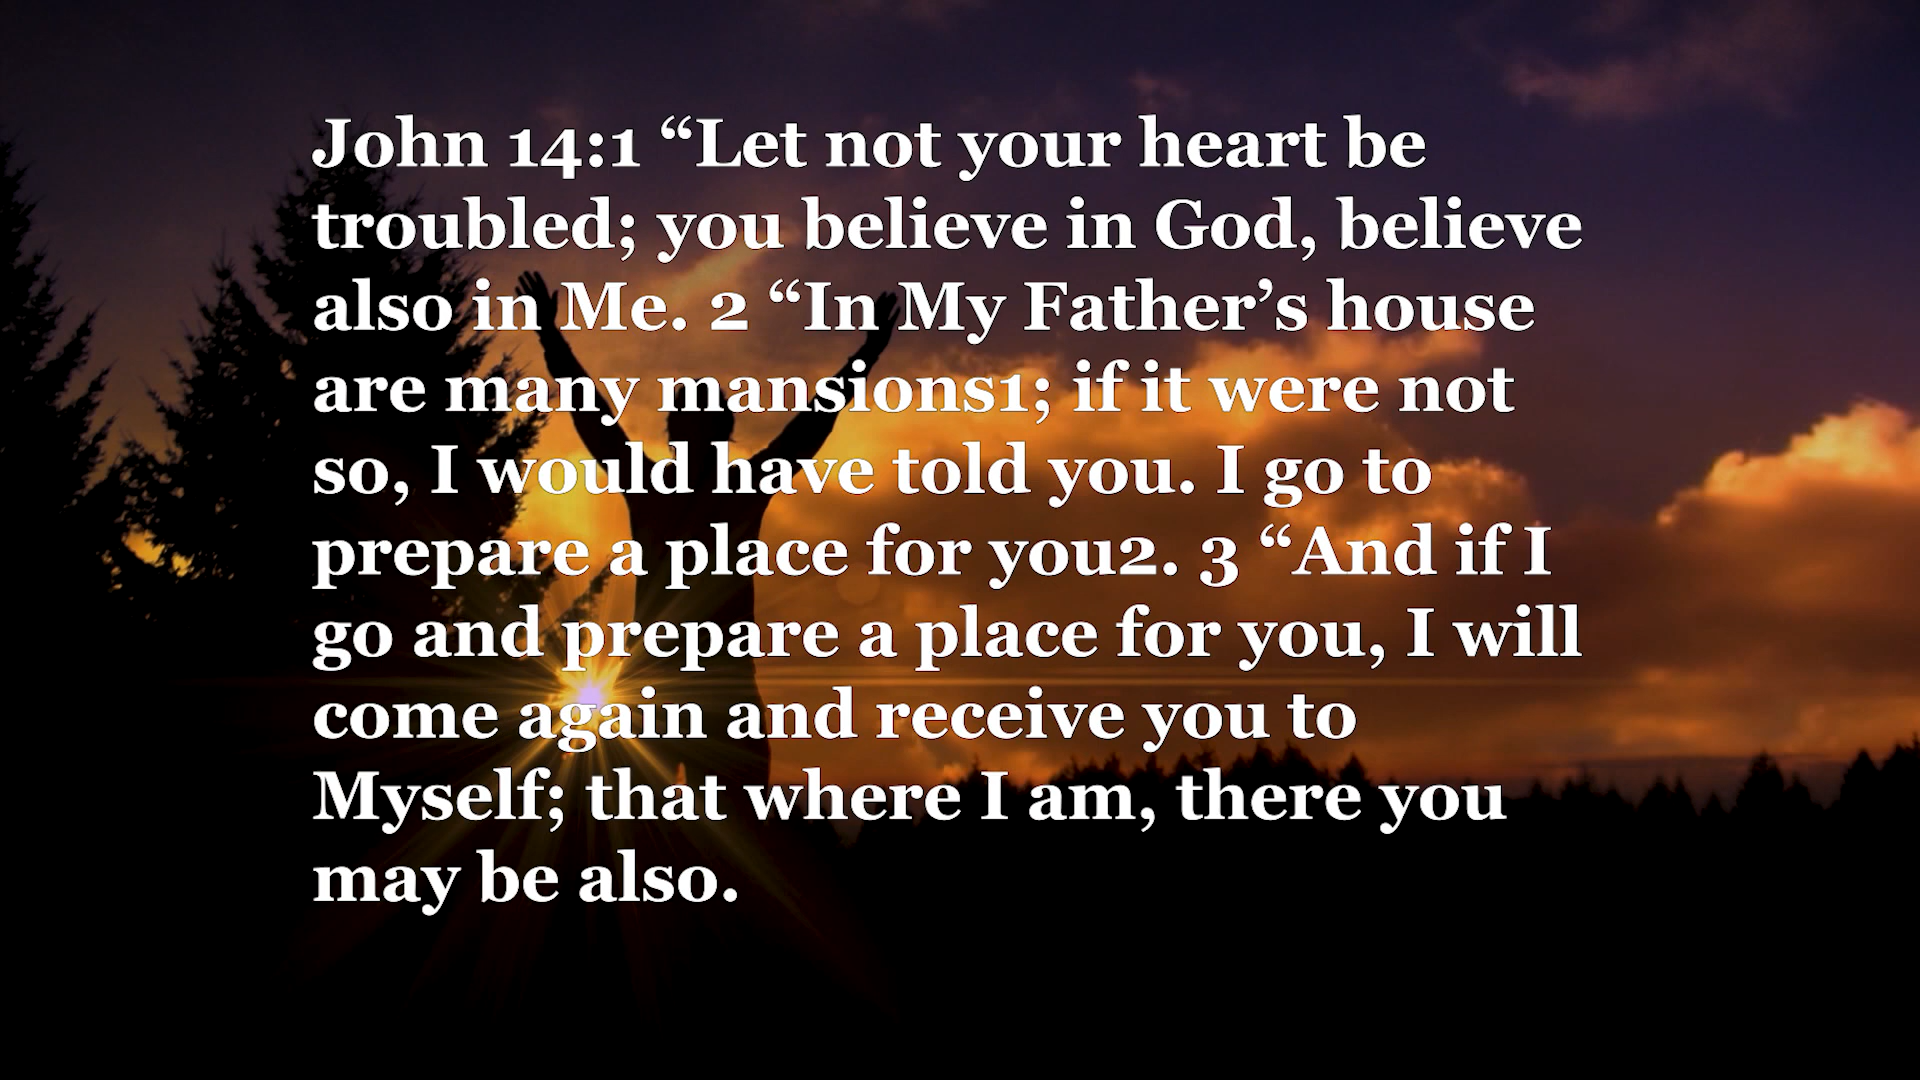 John 14:1 “Let not your heart be
troubled; you believe in God, believe
also in Me. 2 “In My Father’s house
are many mansions1; if it were not
so, I would have told you. I go to
prepare a place for you2. 3 “And if I
go and prepare a place for you, I will
come again and receive you to
Myself; that where I am, there you
may be also.